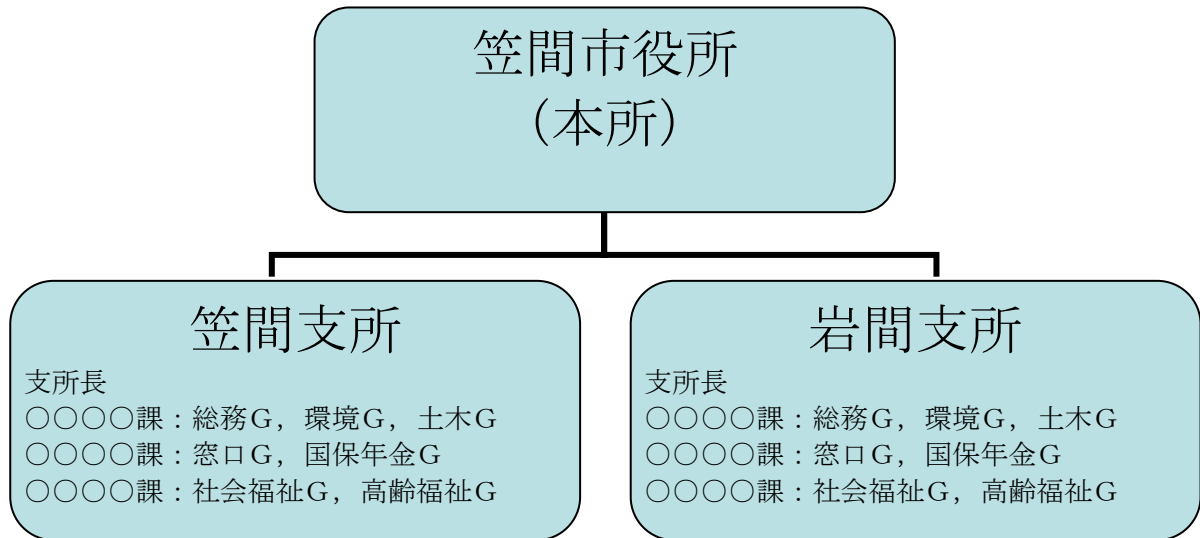 笠間市役所
（本所）
笠間支所
支所長
○○○○課：総務Ｇ，環境Ｇ，土木Ｇ
○○○○課：窓口Ｇ，国保年金Ｇ
○○○○課：社会福祉Ｇ，高齢福祉Ｇ
岩間支所
支所長
○○○○課：総務Ｇ，環境Ｇ，土木Ｇ
○○○○課：窓口Ｇ，国保年金Ｇ
○○○○課：社会福祉Ｇ，高齢福祉Ｇ